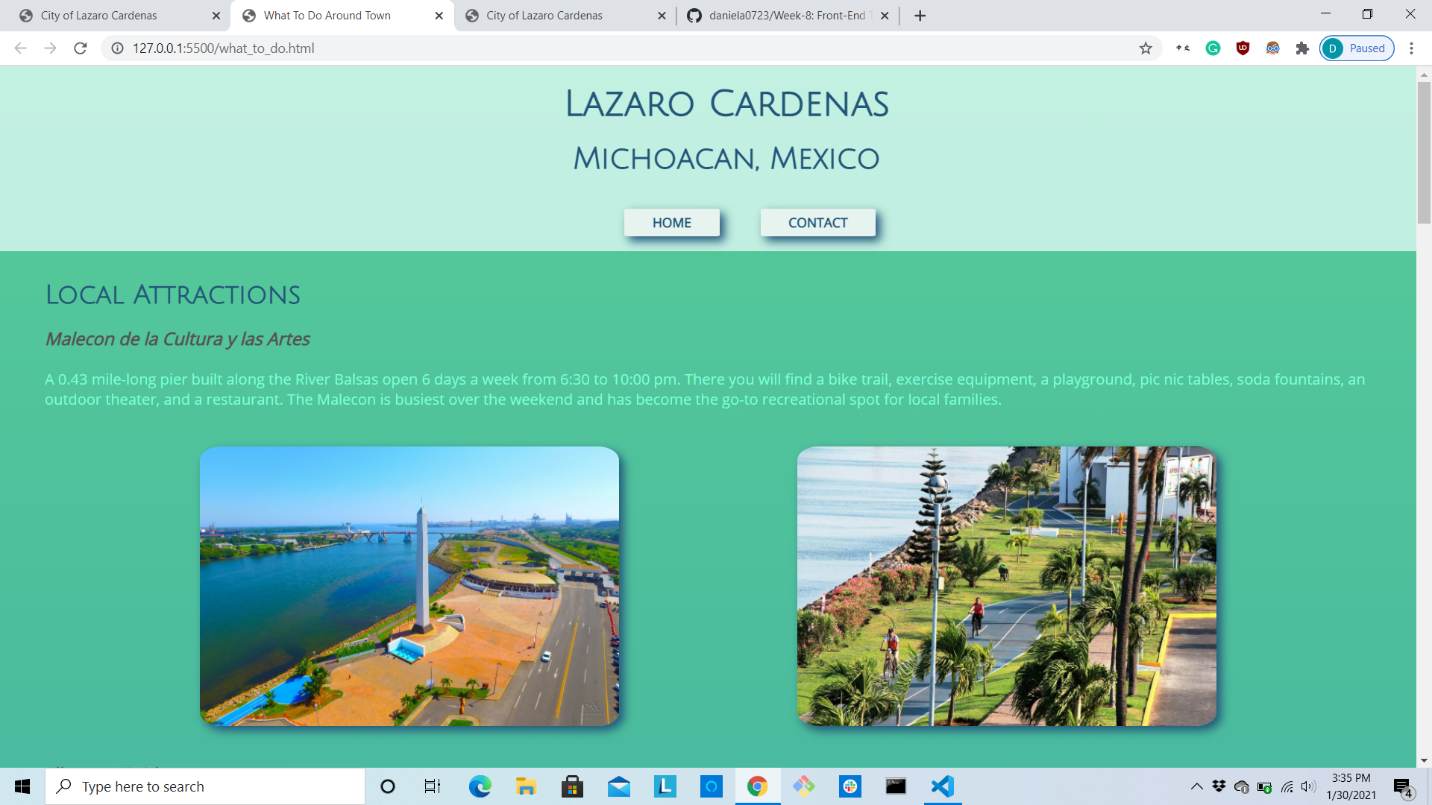 City of Lazaro Cardenas
What To Do Around Town
City of Lazaro Cardenas
daniela0723/Week-8: Front-End
127.0.0.1:5500/what_to_do.html
D Paused
LAZARO CARDENAS
MICHOACAN, MEXICO
HOME
CONTACT
LOCAL ATTRACTIONS
Malecon de la Cultura y las Artes
A 0.43 mile-long pier built along the River Balsas open 6 days a week from 6:30 to 10:00 pm. There you will find a bike trail, exercise equipment, a playground, pic nic tables, soda fountains, an
outdoor theater, and a restaurant. The Malecon is busiest over the weekend and has become the go-to recreational spot for local families.
Type here to search
3:35 PM
1/30/2021
4